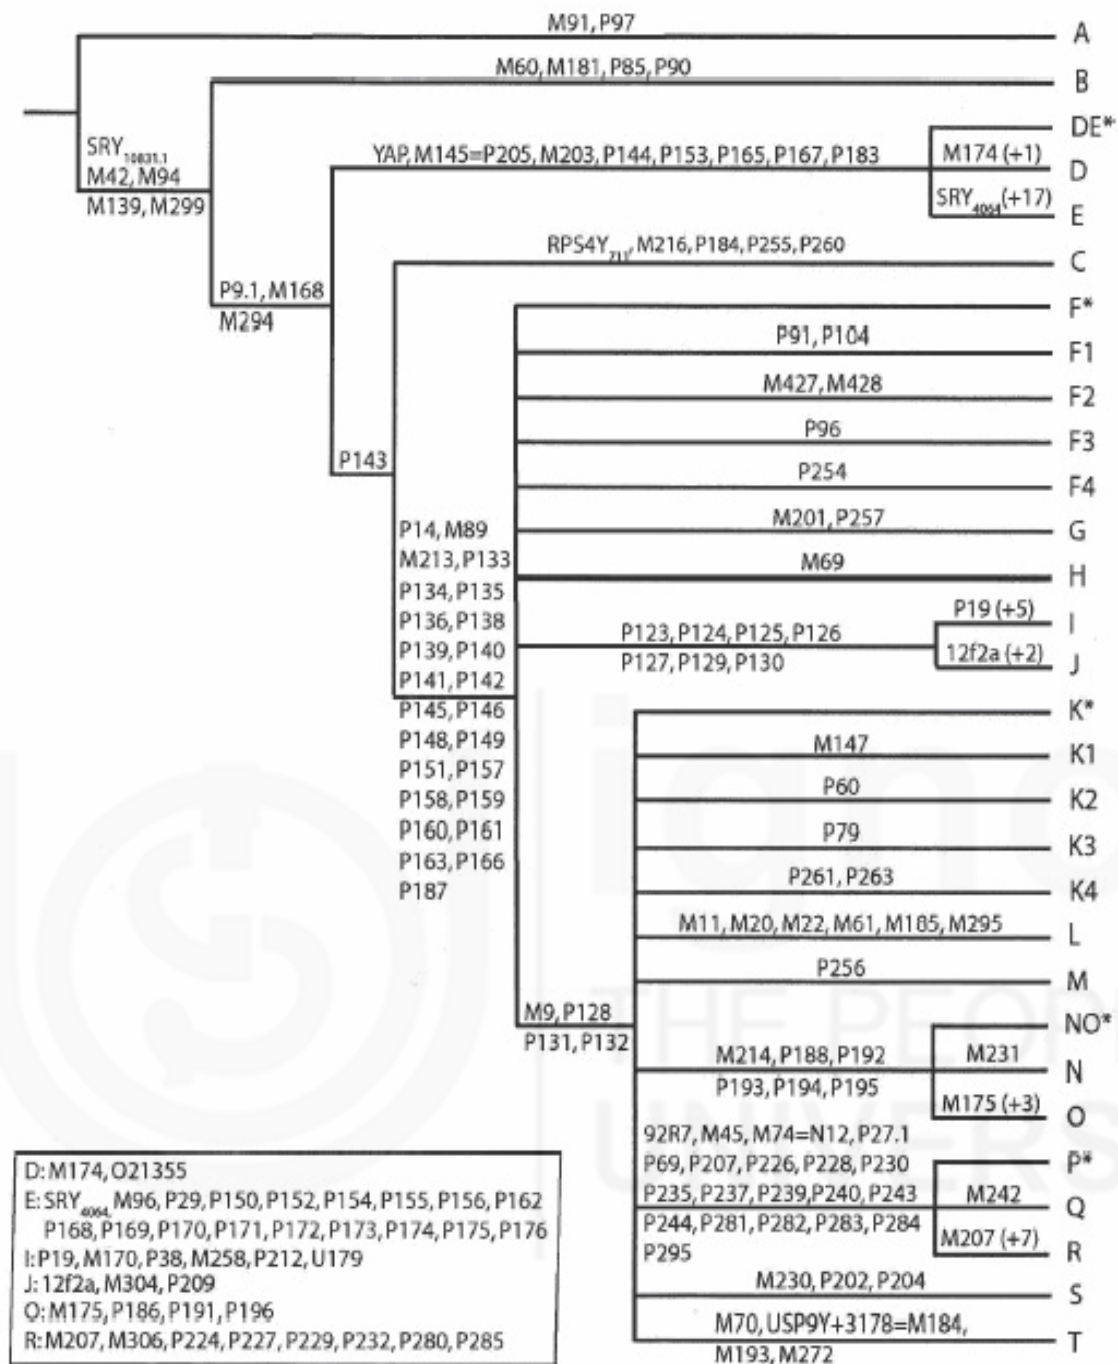 M91, P97
A
M60, M181, P85, P90
B
SRY10831.1
M42, M94
M139, M299
DE*
YAP, M145=P205, M203, P144, P153, P165, P167, P183
M174 (+1)
D
SRY4064(+17)
E
RPS4Y711, M216, P184, P255, P260
C
P9.1, M168
M294
F*
P91, P104
F1
M427, M428
F2
P96
F3
P143
P254
F4
M201, P257
G
M69
H
P14, M89
M213, P133
P134, P135
P136, P138
P139, P140
P141, P142
P145, P146
P148, P149
P151, P157
P158, P159
P160, P161
P163, P166
P187
P123, P124, P125, P126
P127, P129, P130
P19 (+5)
I
12f2a (+2)
J
K*
M147
K1
P60
K2
P79
K3
P261, P263
K4
M11, M20, M22, M61, M185, M295
L
P256
M
M9, P128
P131, P132
NO*
M214, P188, P192
P193, P194, P195
M231
N
M175 (+3)
O
92R7, M45, M74=N12, P27.1
P69, P207, P226, P228, P230
P235, P237, P239,P240, P243
P244, P281, P282, P283, P284
P295
P*
M242
Q
M207 (+7)
R
M230, P202, P204
S
M70, USP9Y+3178=M184,
M193, M272
T
D: M174, O21355
E: SRY4064, M96, P29, P150, P152, P154, P155, P156, P162
P168, P169, P170, P171, P172, P173, P174, P175, P176
I: P19, M170, P38, M258, P212, U179
J: 12f2a, M304, P209
O: M175, P186, P191, P196
R: M207, M306, P224, P227, P229, P232, P280, P285
THE PEOP
UNIVERS